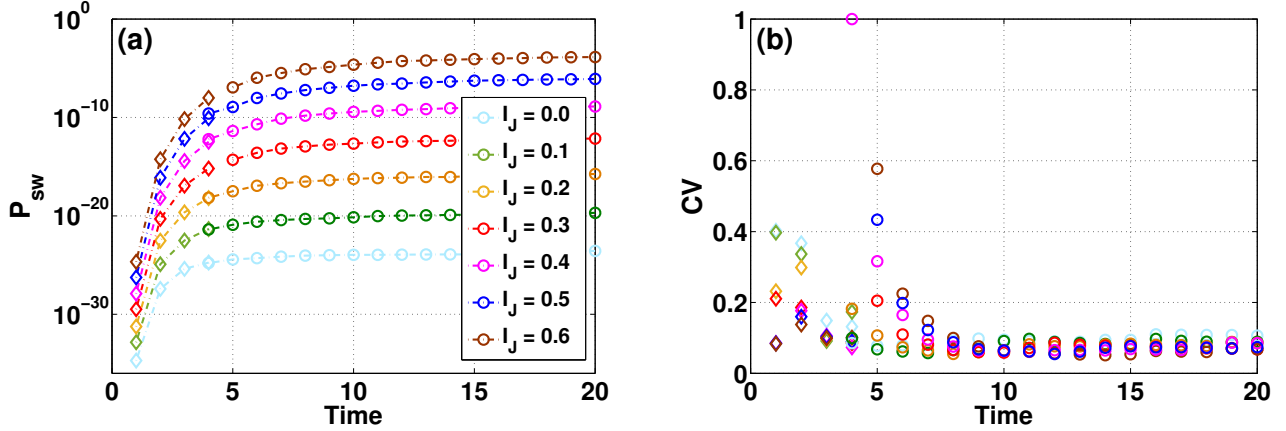 (a)
P_sw
10^0
10^−10
10^−20
10^−30
0 5 10 15 20
Time
I_J = 0.0
I_J = 0.1
I_J = 0.2
I_J = 0.3
I_J = 0.4
I_J = 0.5
I_J = 0.6
(b)
CV
1
0.8
0.6
0.4
0.2
0
0 5 10 15 20
Time